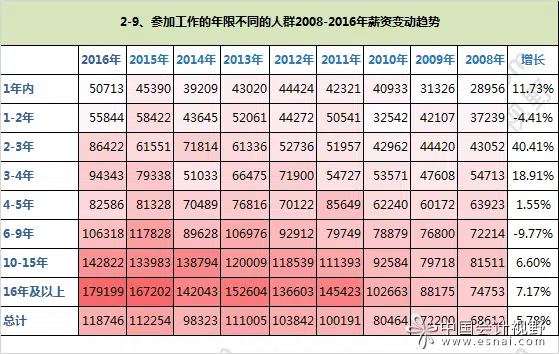 2-9、参加工作的年限不同的人群2008-2016年薪资变动趋势
2016年 2015年 2014年 2013年 2012年 2011年 2010年 2009年 2008年 增长
1年内 50713 45390 39209 43020 44424 42321 40933 31326 28956 11.73%
1-2年 55844 58422 43645 52061 44272 50541 32542 42107 37239 -4.41%
2-3年 86422 61551 71814 61336 52736 51957 42962 44420 43052 40.41%
3-4年 94343 79338 51033 66475 71900 54727 53571 47608 54713 18.91%
4-5年 82586 81328 70489 76816 70122 85649 62240 60172 63923 1.55%
6-9年 106318 117828 89628 106976 92912 79749 78879 76800 72214 -9.77%
10-15年 142822 133983 138794 120009 118539 111393 92584 79718 81511 6.60%
16年及以上 179199 167202 142043 152604 136603 145423 102663 88175 74753 7.17%
总计 118746 112254 98323 111005 103842 100191 80464 72200 68612 5.78%
中国会计视野
www.esnai.com